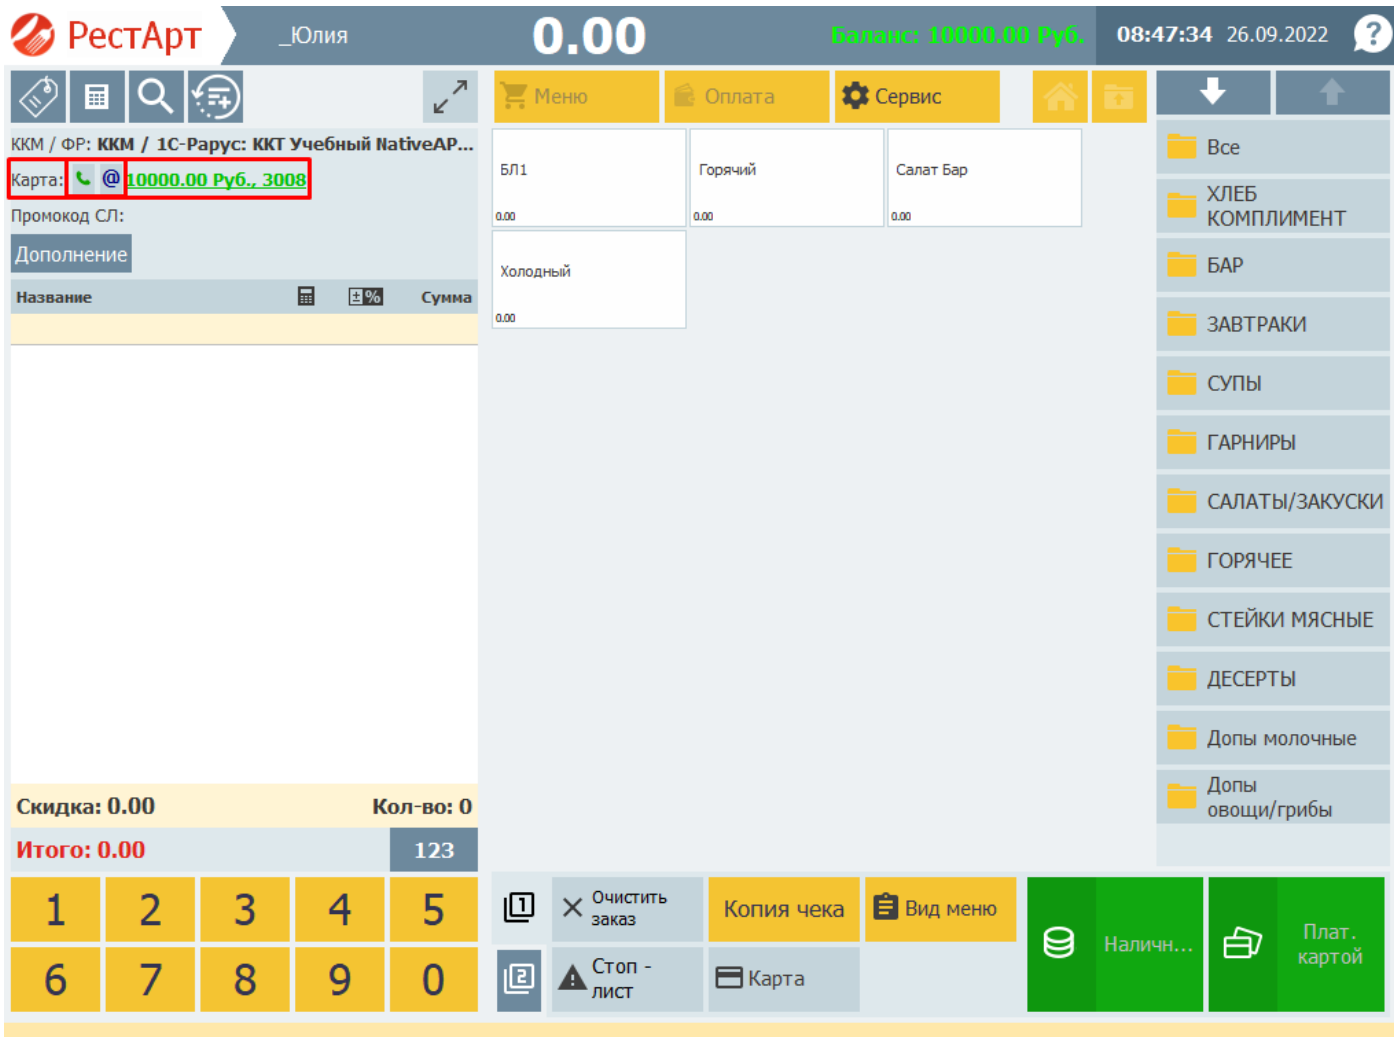 РестАрт
_Юлия
0.00
Баланс: 10000.00 Руб.
08:47:34 26.09.2022
?
ККМ / ФР: ККМ / 1С-Рарус: ККТ Учебный NativeAP...
Карта: @ 10000.00 Руб., 3008
Промокод СЛ:
Дополнение
Название ±% Сумма
Скидка: 0.00 Кол-во: 0
Итого: 0.00 123
1 2 3 4 5
6 7 8 9 0
Меню
Оплата
Сервис
БЛ1
0.00
Горячий
0.00
Салат Бар
0.00
Холодный
0.00
Все
ХЛЕБ
КОМПЛИМЕНТ
БАР
ЗАВТРАКИ
СУПЫ
ГАРНИРЫ
САЛАТЫ/ЗАКУСКИ
ГОРЯЧЕЕ
СТЕЙКИ МЯСНЫЕ
ДЕСЕРТЫ
Допы молочные
Допы
овощи/грибы
1
Очистить
заказ
Копия чека
Вид меню
2
Стоп -
лист
Карта
Наличн...
Плат.
картой